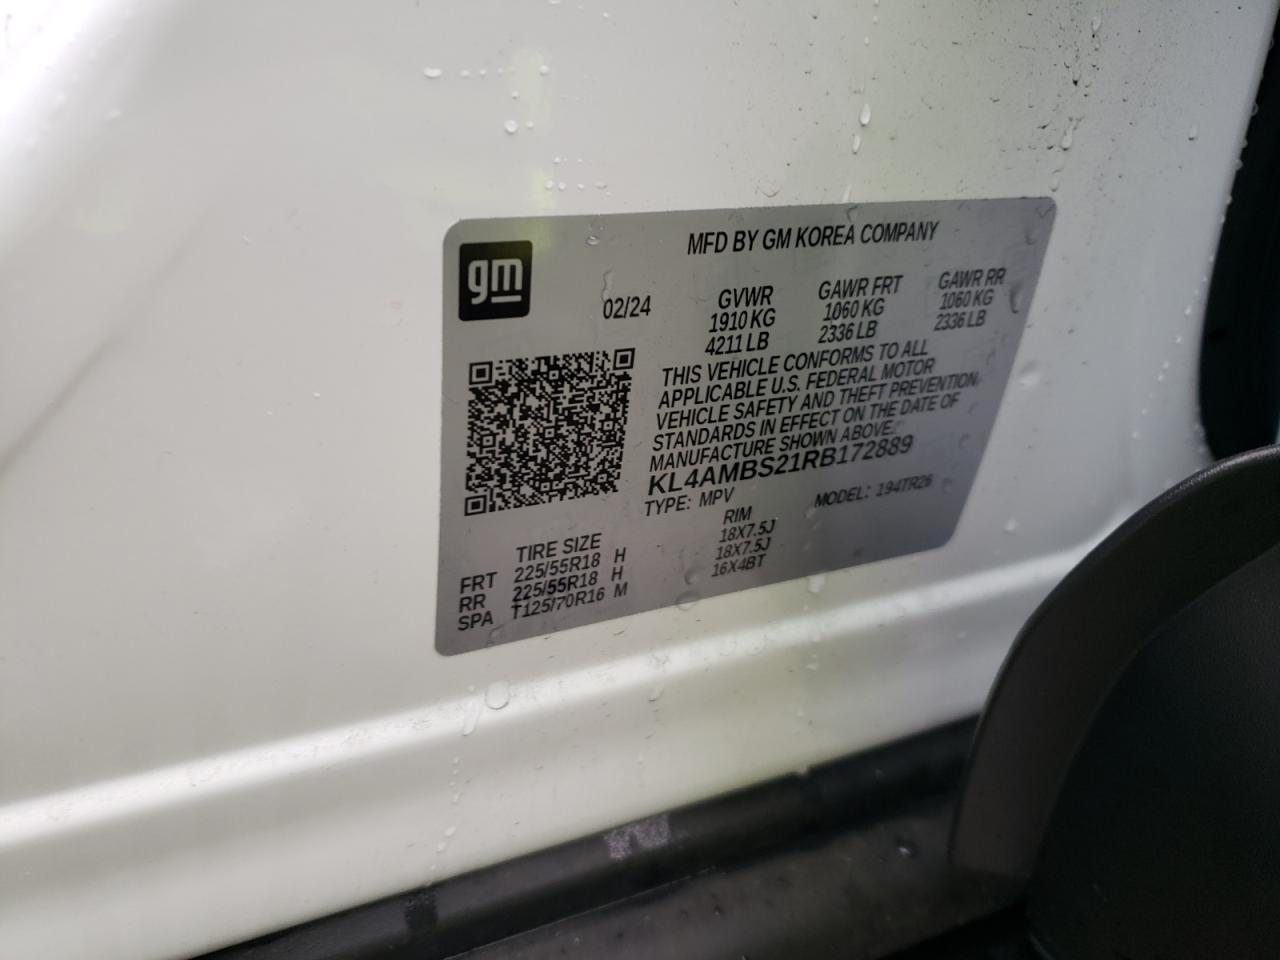 gm
MFD BY GM KOREA COMPANY
02/24
GVWR GAWR FRT GAWR RR
1910 KG 1060 KG 1060 KG
4211 LB 2336 LB 2336 LB
THIS VEHICLE CONFORMS TO ALL
APPLICABLE U.S. FEDERAL MOTOR
VEHICLE SAFETY AND THEFT PREVENTION
STANDARDS IN EFFECT ON THE DATE OF
MANUFACTURE SHOWN ABOVE.
KL4AMBS21RB172889
TYPE: MPV MODEL: 194TR26
TIRE SIZE RIM
FRT 225/55R18 H 18X7.5J
RR 225/55R18 H 18X7.5J
SPA T125/70R16 M 16X4BT